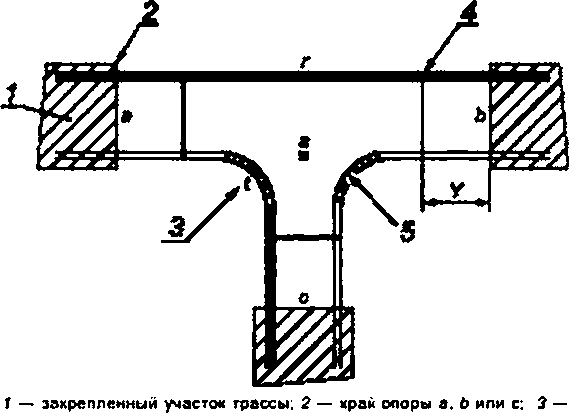 2
4
r
1
a
b
3
t
Y
5
c
1 — закрепленный участок трассы; 2 — край опоры a, b или c; 3 —